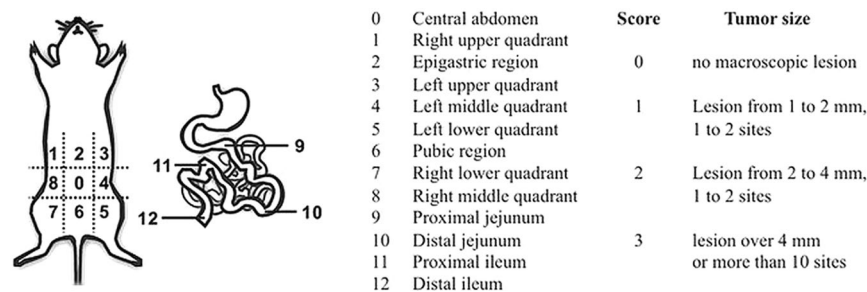 1 2 3
8 0 4
7 6 5
9
11
10
12
0 Central abdomen
1 Right upper quadrant
2 Epigastric region
3 Left upper quadrant
4 Left middle quadrant
5 Left lower quadrant
6 Pubic region
7 Right lower quadrant
8 Right middle quadrant
9 Proximal jejunum
10 Distal jejunum
11 Proximal ileum
12 Distal ileum
Score Tumor size
0 no macroscopic lesion
1 Lesion from 1 to 2 mm,
1 to 2 sites
2 Lesion from 2 to 4 mm,
1 to 2 sites
3 lesion over 4 mm
or more than 10 sites